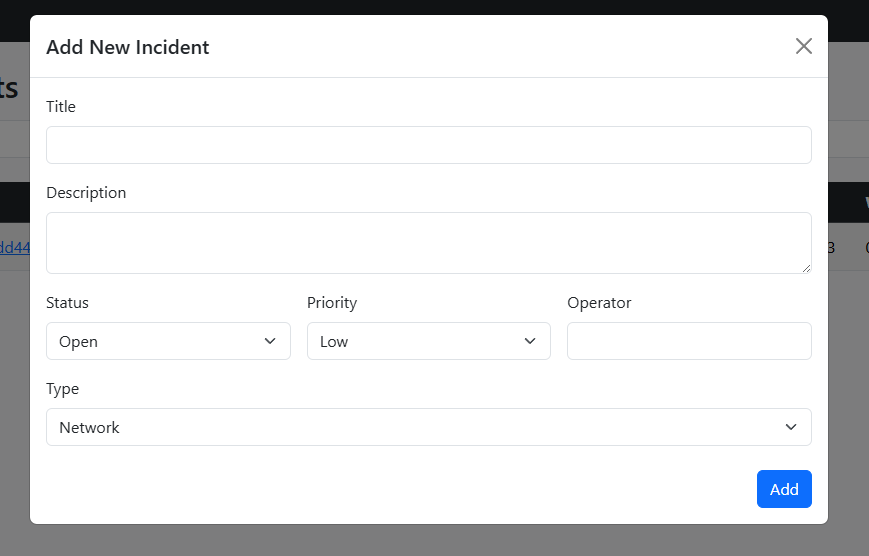 Add New Incident
ts
Title
Description
dd44
3
Status Priority Operator
Open Low
Type
Network
Add